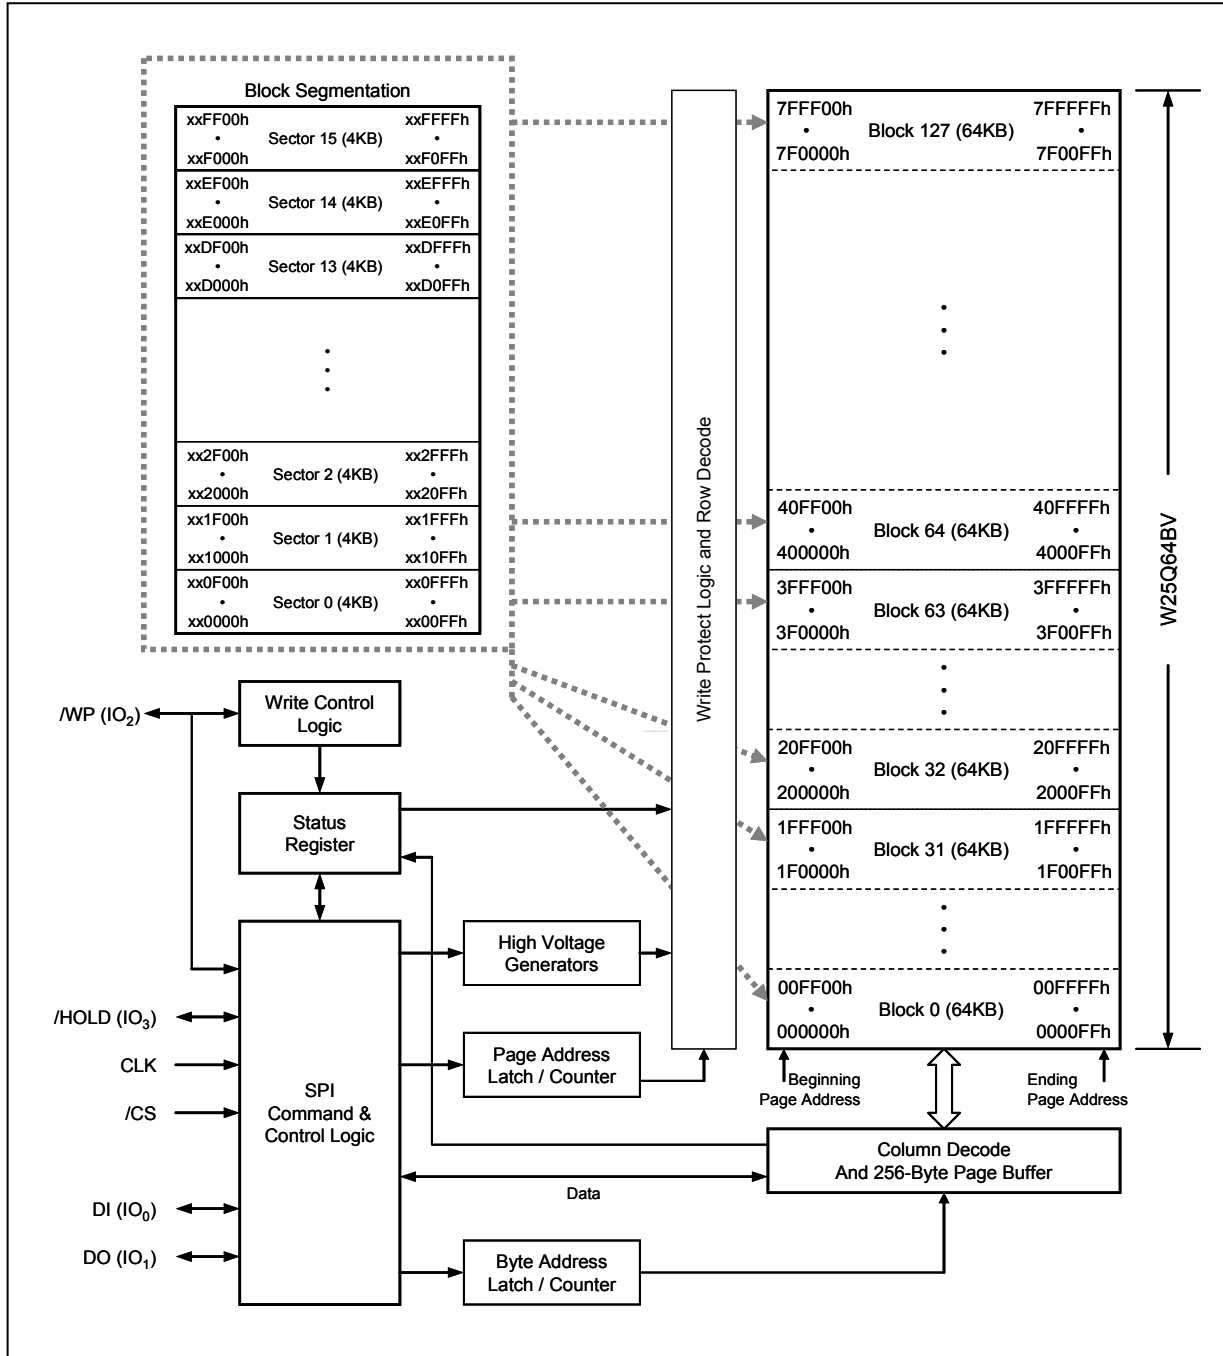 Block Segmentation
xxFF00h xxFFFFh
• Sector 15 (4KB) •
xxF000h xxF0FFh
xxEF00h xxEFFFh
• Sector 14 (4KB) •
xxE000h xxE0FFh
xxDF00h xxDFFFh
• Sector 13 (4KB) •
xxD000h xxD0FFh
xx2F00h xx2FFFh
• Sector 2 (4KB) •
xx2000h xx20FFh
xx1F00h xx1FFFh
• Sector 1 (4KB) •
xx1000h xx10FFh
xx0F00h xx0FFFh
• Sector 0 (4KB) •
xx0000h xx00FFh
Write Protect Logic and Row Decode
7FFF00h 7FFFFFh
• Block 127 (64KB) •
7F0000h 7F00FFh
40FF00h 40FFFFh
• Block 64 (64KB) •
400000h 4000FFh
3FFF00h 3FFFFFh
• Block 63 (64KB) •
3F0000h 3F00FFh
20FF00h 20FFFFh
• Block 32 (64KB) •
200000h 2000FFh
1FFF00h 1FFFFFh
• Block 31 (64KB) •
1F0000h 1F00FFh
00FF00h 00FFFFh
• Block 0 (64KB) •
000000h 0000FFh
W25Q64BV
Beginning
Page Address
Ending
Page Address
/WP (IO2)
Write Control
Logic
Status
Register
High Voltage
Generators
/HOLD (IO3)
CLK
/CS
DI (IO0)
DO (IO1)
SPI
Command &
Control Logic
Page Address
Latch / Counter
Column Decode
And 256-Byte Page Buffer
Data
Byte Address
Latch / Counter